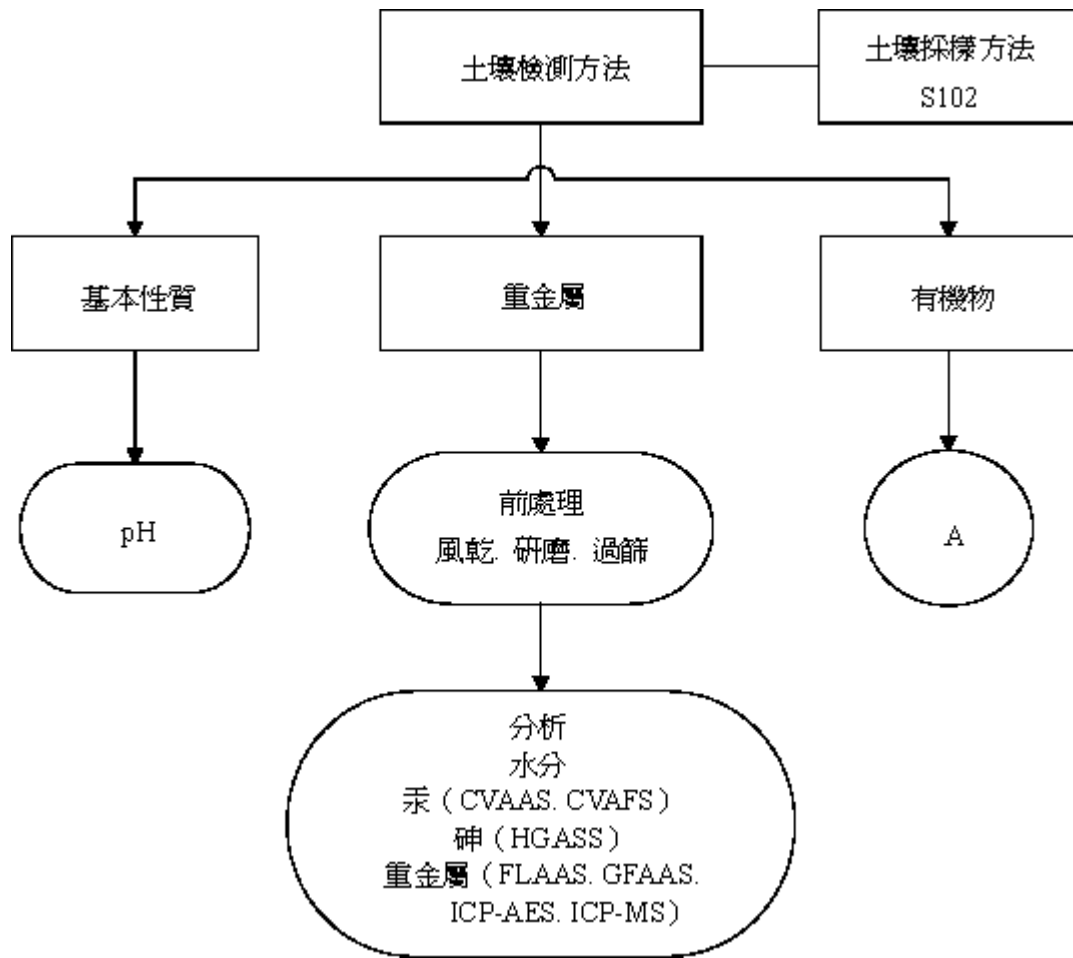 土壤檢測方法
土壤採樣方法
S102
基本性質
重金屬
有機物
pH
前處理
風乾. 研磨. 過篩
A
分析
水分
汞（CVAAS. CVAFS）
砷（HGASS）
重金屬（FLAAS. GFAAS.
ICP-AES. ICP-MS）